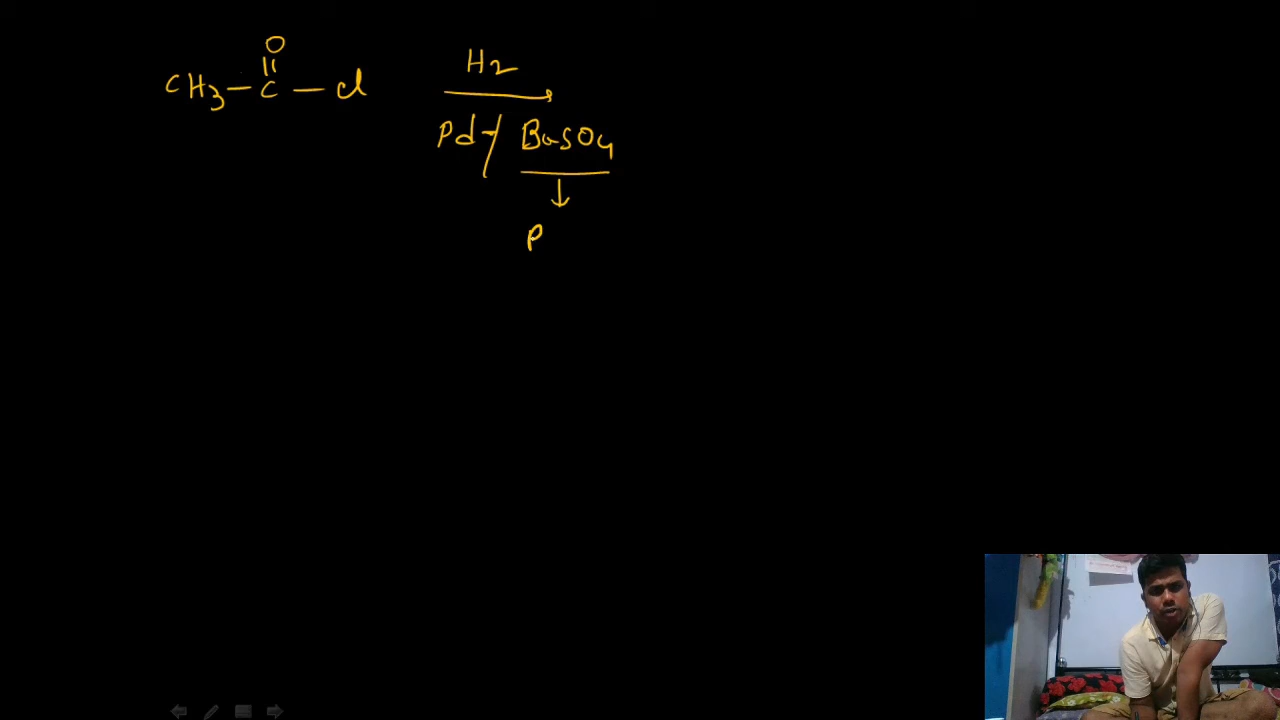 O
||
CH3 — C — Cl
H2
Pd / BaSO4
P